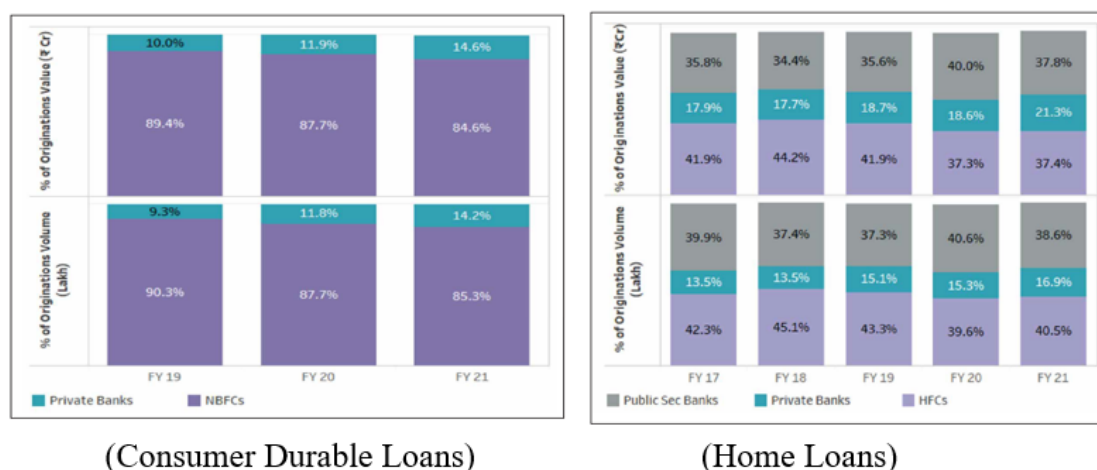 % of Originations Value (₹ Cr)
10.0%
11.9%
14.6%
89.4%
87.7%
84.6%
% of Originations Volume
(Lakh)
9.3%
11.8%
14.2%
90.3%
87.7%
85.3%
FY 19
FY 20
FY 21
Private Banks
NBFCs
(Consumer Durable Loans)
% of Originations Value (₹Cr)
35.8%
34.4%
35.6%
40.0%
37.8%
17.9%
17.7%
18.7%
18.6%
21.3%
41.9%
44.2%
41.9%
37.3%
37.4%
% of Originations Volume
(Lakh)
39.9%
37.4%
37.3%
40.6%
38.6%
13.5%
13.5%
15.1%
15.3%
16.9%
42.3%
45.1%
43.3%
39.6%
40.5%
FY 17
FY 18
FY 19
FY 20
FY 21
Public Sec Banks
Private Banks
HFCs
(Home Loans)